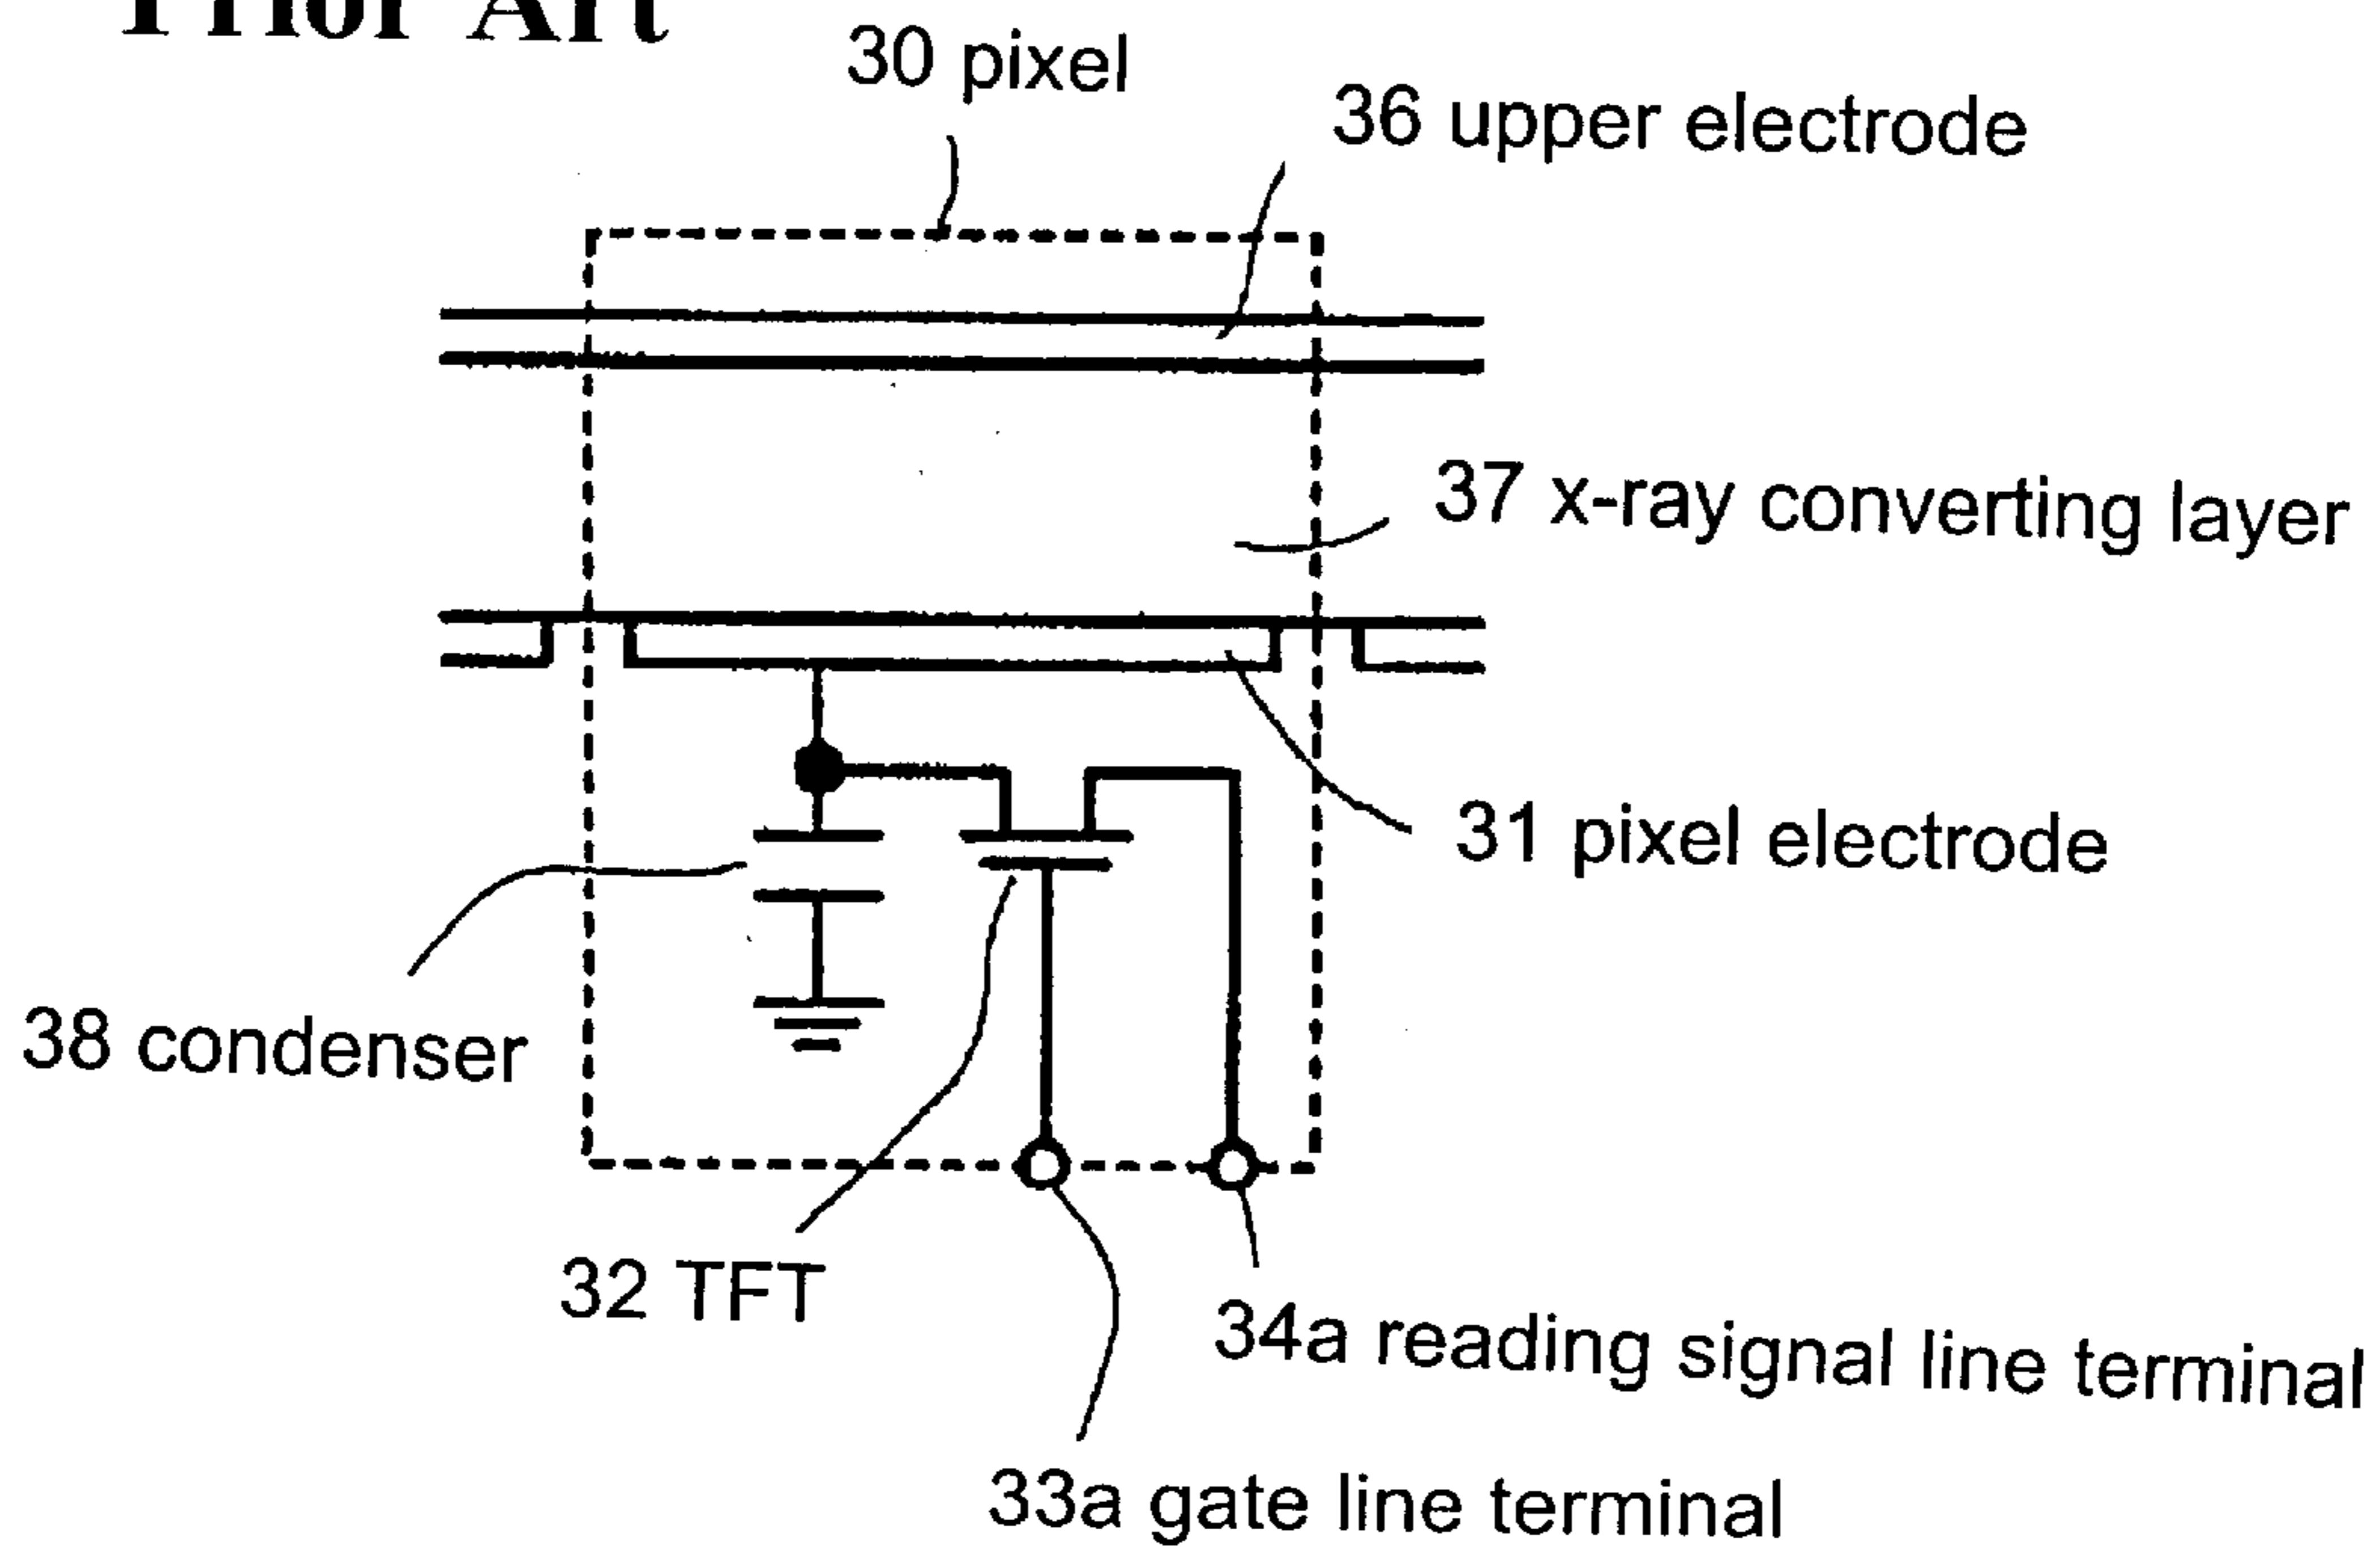 Prior Art
30 pixel
36 upper electrode
37 x-ray converting layer
31 pixel electrode
38 condenser
32 TFT
34a reading signal line terminal
33a gate line terminal